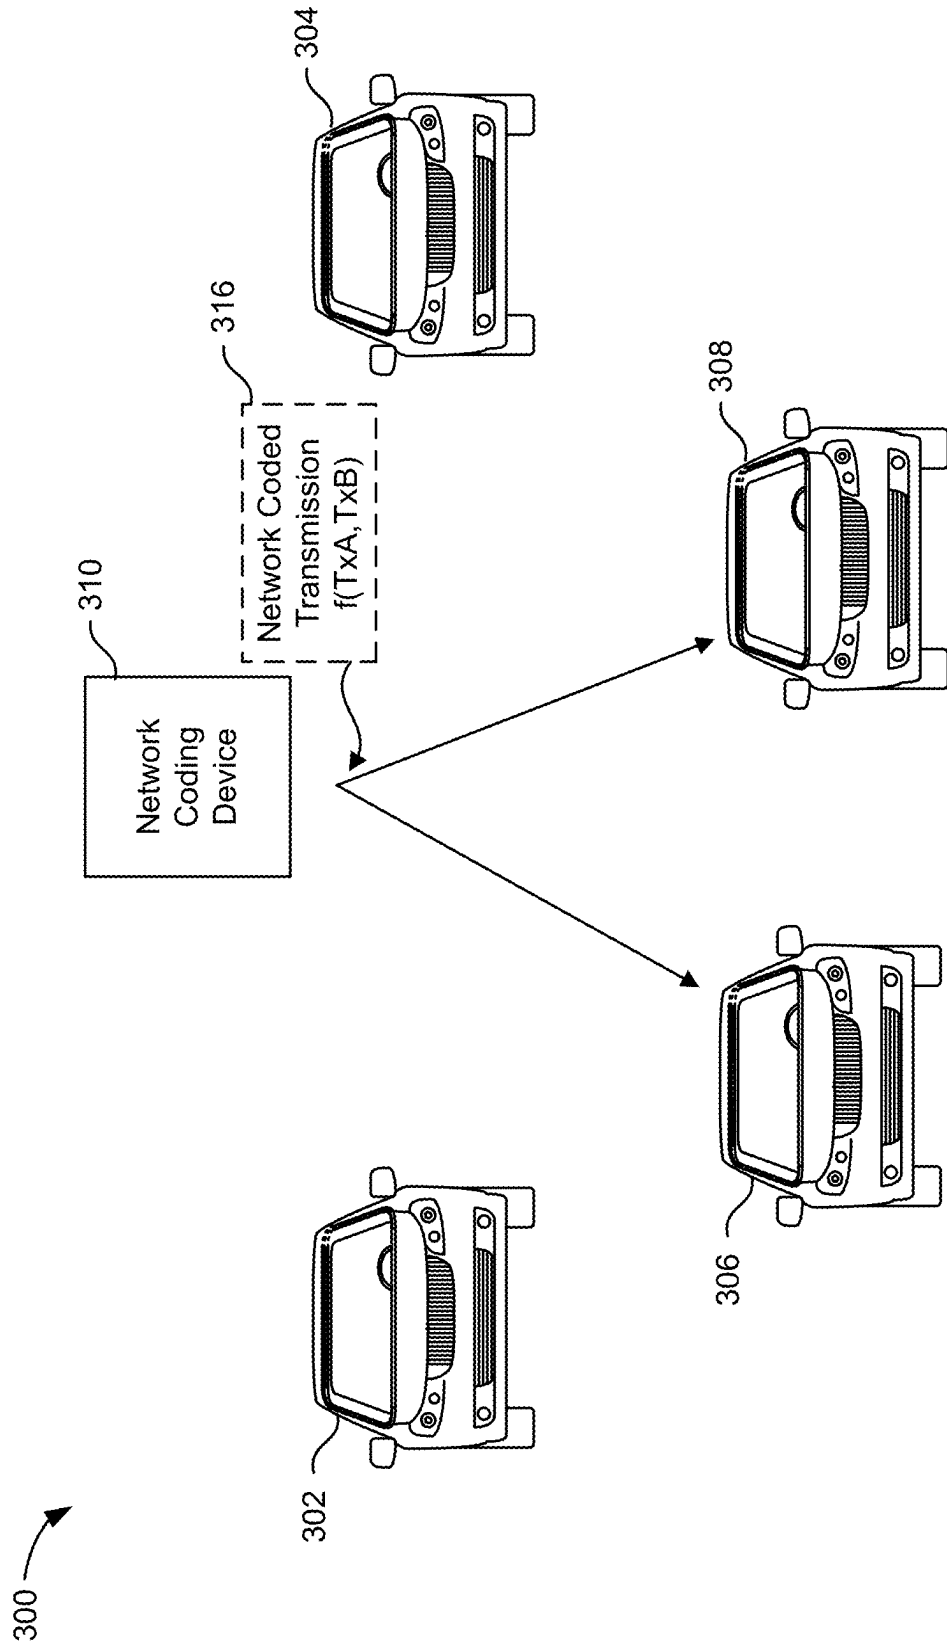 300
310
Network
Coding
Device
316
Network Coded
Transmission
f(TxA,TxB)
302
304
306
308